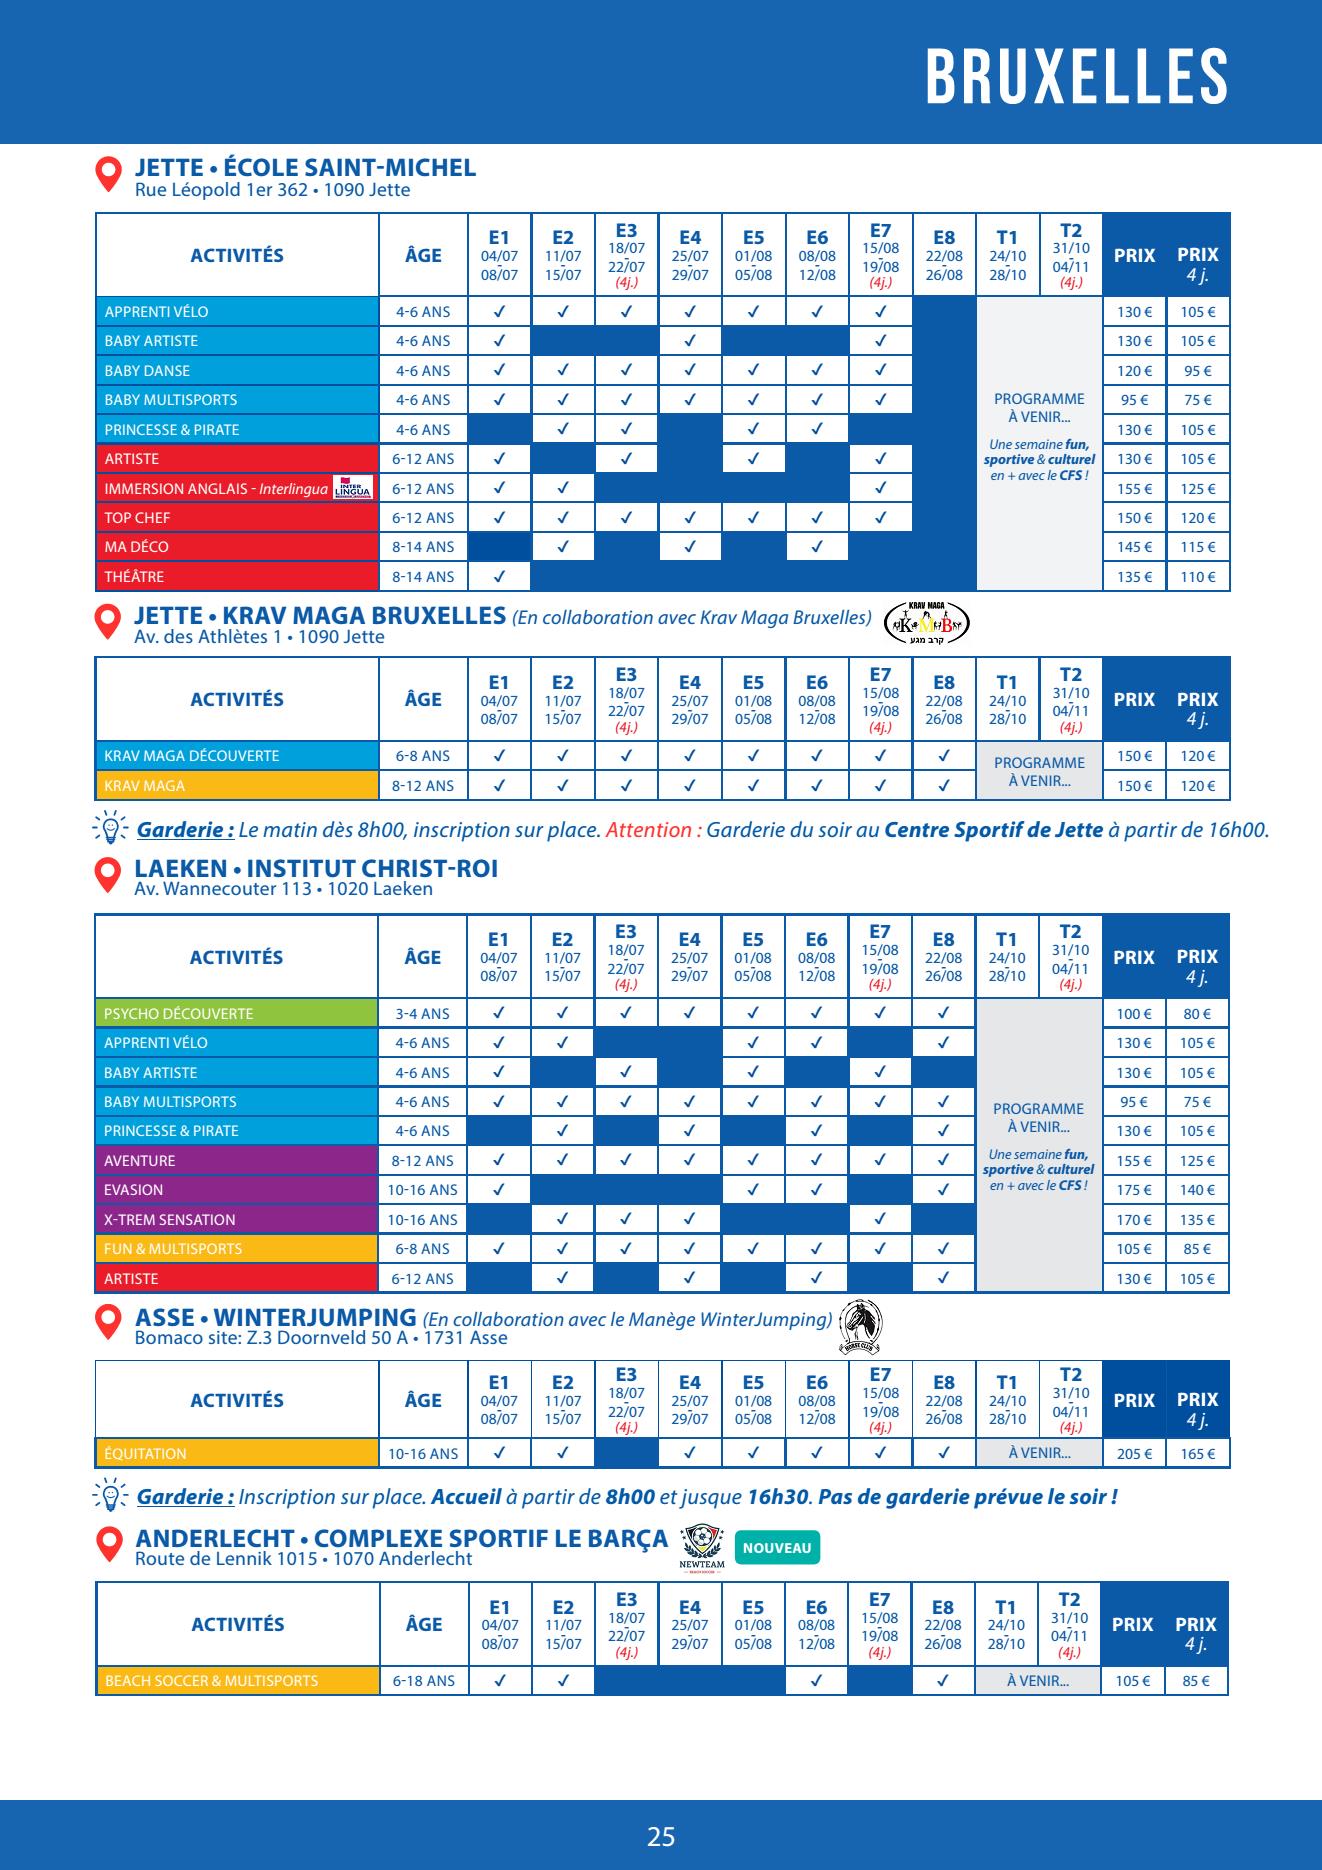 BRUXELLES
JETTE • ÉCOLE SAINT-MICHEL
Rue Léopold 1er 362 • 1090 Jette
ACTIVITÉS ÂGE E1 04/07 - 08/07 E2 11/07 - 15/07 E3 18/07 - 22/07 (4j.) E4 25/07 - 29/07 E5 01/08 - 05/08 E6 08/08 - 12/08 E7 15/08 - 19/08 (4j.) E8 22/08 - 26/08 T1 24/10 - 28/10 T2 31/10 - 04/11 (4j.) PRIX PRIX 4 j.
APPRENTI VÉLO 4-6 ANS ✓ ✓ ✓ ✓ ✓ ✓ ✓ 130 € 105 €
BABY ARTISTE 4-6 ANS ✓ ✓ ✓ 130 € 105 €
BABY DANSE 4-6 ANS ✓ ✓ ✓ ✓ ✓ ✓ ✓ 120 € 95 €
BABY MULTISPORTS 4-6 ANS ✓ ✓ ✓ ✓ ✓ ✓ ✓ 95 € 75 €
PRINCESSE & PIRATE 4-6 ANS ✓ ✓ ✓ ✓ 130 € 105 €
ARTISTE 6-12 ANS ✓ ✓ ✓ ✓ 130 € 105 €
IMMERSION ANGLAIS - Interlingua INTER LINGUA 6-12 ANS ✓ ✓ ✓ 155 € 125 €
TOP CHEF 6-12 ANS ✓ ✓ ✓ ✓ ✓ ✓ ✓ 150 € 120 €
MA DÉCO 8-14 ANS ✓ ✓ ✓ 145 € 115 €
THÉÂTRE 8-14 ANS ✓ 135 € 110 €
PROGRAMME
À VENIR...
Une semaine fun,
sportive & culturel
en + avec le CFS !
JETTE • KRAV MAGA BRUXELLES (En collaboration avec Krav Maga Bruxelles) KRAV MAGA KMB קרב מגע
Av. des Athlètes 1 • 1090 Jette
ACTIVITÉS ÂGE E1 04/07 - 08/07 E2 11/07 - 15/07 E3 18/07 - 22/07 (4j.) E4 25/07 - 29/07 E5 01/08 - 05/08 E6 08/08 - 12/08 E7 15/08 - 19/08 (4j.) E8 22/08 - 26/08 T1 24/10 - 28/10 T2 31/10 - 04/11 (4j.) PRIX PRIX 4 j.
KRAV MAGA DÉCOUVERTE 6-8 ANS ✓ ✓ ✓ ✓ ✓ ✓ ✓ ✓ 150 € 120 €
KRAV MAGA 8-12 ANS ✓ ✓ ✓ ✓ ✓ ✓ ✓ ✓ 150 € 120 €
PROGRAMME
À VENIR...
Garderie : Le matin dès 8h00, inscription sur place. Attention : Garderie du soir au Centre Sportif de Jette à partir de 16h00.
LAEKEN • INSTITUT CHRIST-ROI
Av. Wannecouter 113 • 1020 Laeken
ACTIVITÉS ÂGE E1 04/07 - 08/07 E2 11/07 - 15/07 E3 18/07 - 22/07 (4j.) E4 25/07 - 29/07 E5 01/08 - 05/08 E6 08/08 - 12/08 E7 15/08 - 19/08 (4j.) E8 22/08 - 26/08 T1 24/10 - 28/10 T2 31/10 - 04/11 (4j.) PRIX PRIX 4 j.
PSYCHO DÉCOUVERTE 3-4 ANS ✓ ✓ ✓ ✓ ✓ ✓ ✓ ✓ 100 € 80 €
APPRENTI VÉLO 4-6 ANS ✓ ✓ ✓ ✓ ✓ 130 € 105 €
BABY ARTISTE 4-6 ANS ✓ ✓ ✓ ✓ 130 € 105 €
BABY MULTISPORTS 4-6 ANS ✓ ✓ ✓ ✓ ✓ ✓ ✓ ✓ 95 € 75 €
PRINCESSE & PIRATE 4-6 ANS ✓ ✓ ✓ ✓ 130 € 105 €
AVENTURE 8-12 ANS ✓ ✓ ✓ ✓ ✓ ✓ ✓ ✓ 155 € 125 €
EVASION 10-16 ANS ✓ ✓ ✓ ✓ 175 € 140 €
X-TREM SENSATION 10-16 ANS ✓ ✓ ✓ ✓ 170 € 135 €
FUN & MULTISPORTS 6-8 ANS ✓ ✓ ✓ ✓ ✓ ✓ ✓ ✓ 105 € 85 €
ARTISTE 6-12 ANS ✓ ✓ ✓ ✓ 130 € 105 €
PROGRAMME
À VENIR...
Une semaine fun,
sportive & culturel
en + avec le CFS !
ASSE • WINTERJUMPING (En collaboration avec le Manège WinterJumping) HORSE CLUB
Bomaco site: Z.3 Doornveld 50 A • 1731 Asse
ACTIVITÉS ÂGE E1 04/07 - 08/07 E2 11/07 - 15/07 E3 18/07 - 22/07 (4j.) E4 25/07 - 29/07 E5 01/08 - 05/08 E6 08/08 - 12/08 E7 15/08 - 19/08 (4j.) E8 22/08 - 26/08 T1 24/10 - 28/10 T2 31/10 - 04/11 (4j.) PRIX PRIX 4 j.
ÉQUITATION 10-16 ANS ✓ ✓ ✓ ✓ ✓ ✓ ✓ À VENIR... 205 € 165 €
Garderie : Inscription sur place. Accueil à partir de 8h00 et jusque 16h30. Pas de garderie prévue le soir !
ANDERLECHT • COMPLEXE SPORTIF LE BARÇA NEWTEAM BEACH SOCCER NOUVEAU
Route de Lennik 1015 • 1070 Anderlecht
ACTIVITÉS ÂGE E1 04/07 - 08/07 E2 11/07 - 15/07 E3 18/07 - 22/07 (4j.) E4 25/07 - 29/07 E5 01/08 - 05/08 E6 08/08 - 12/08 E7 15/08 - 19/08 (4j.) E8 22/08 - 26/08 T1 24/10 - 28/10 T2 31/10 - 04/11 (4j.) PRIX PRIX 4 j.
BEACH SOCCER & MULTISPORTS 6-18 ANS ✓ ✓ ✓ ✓ À VENIR... 105 € 85 €
25